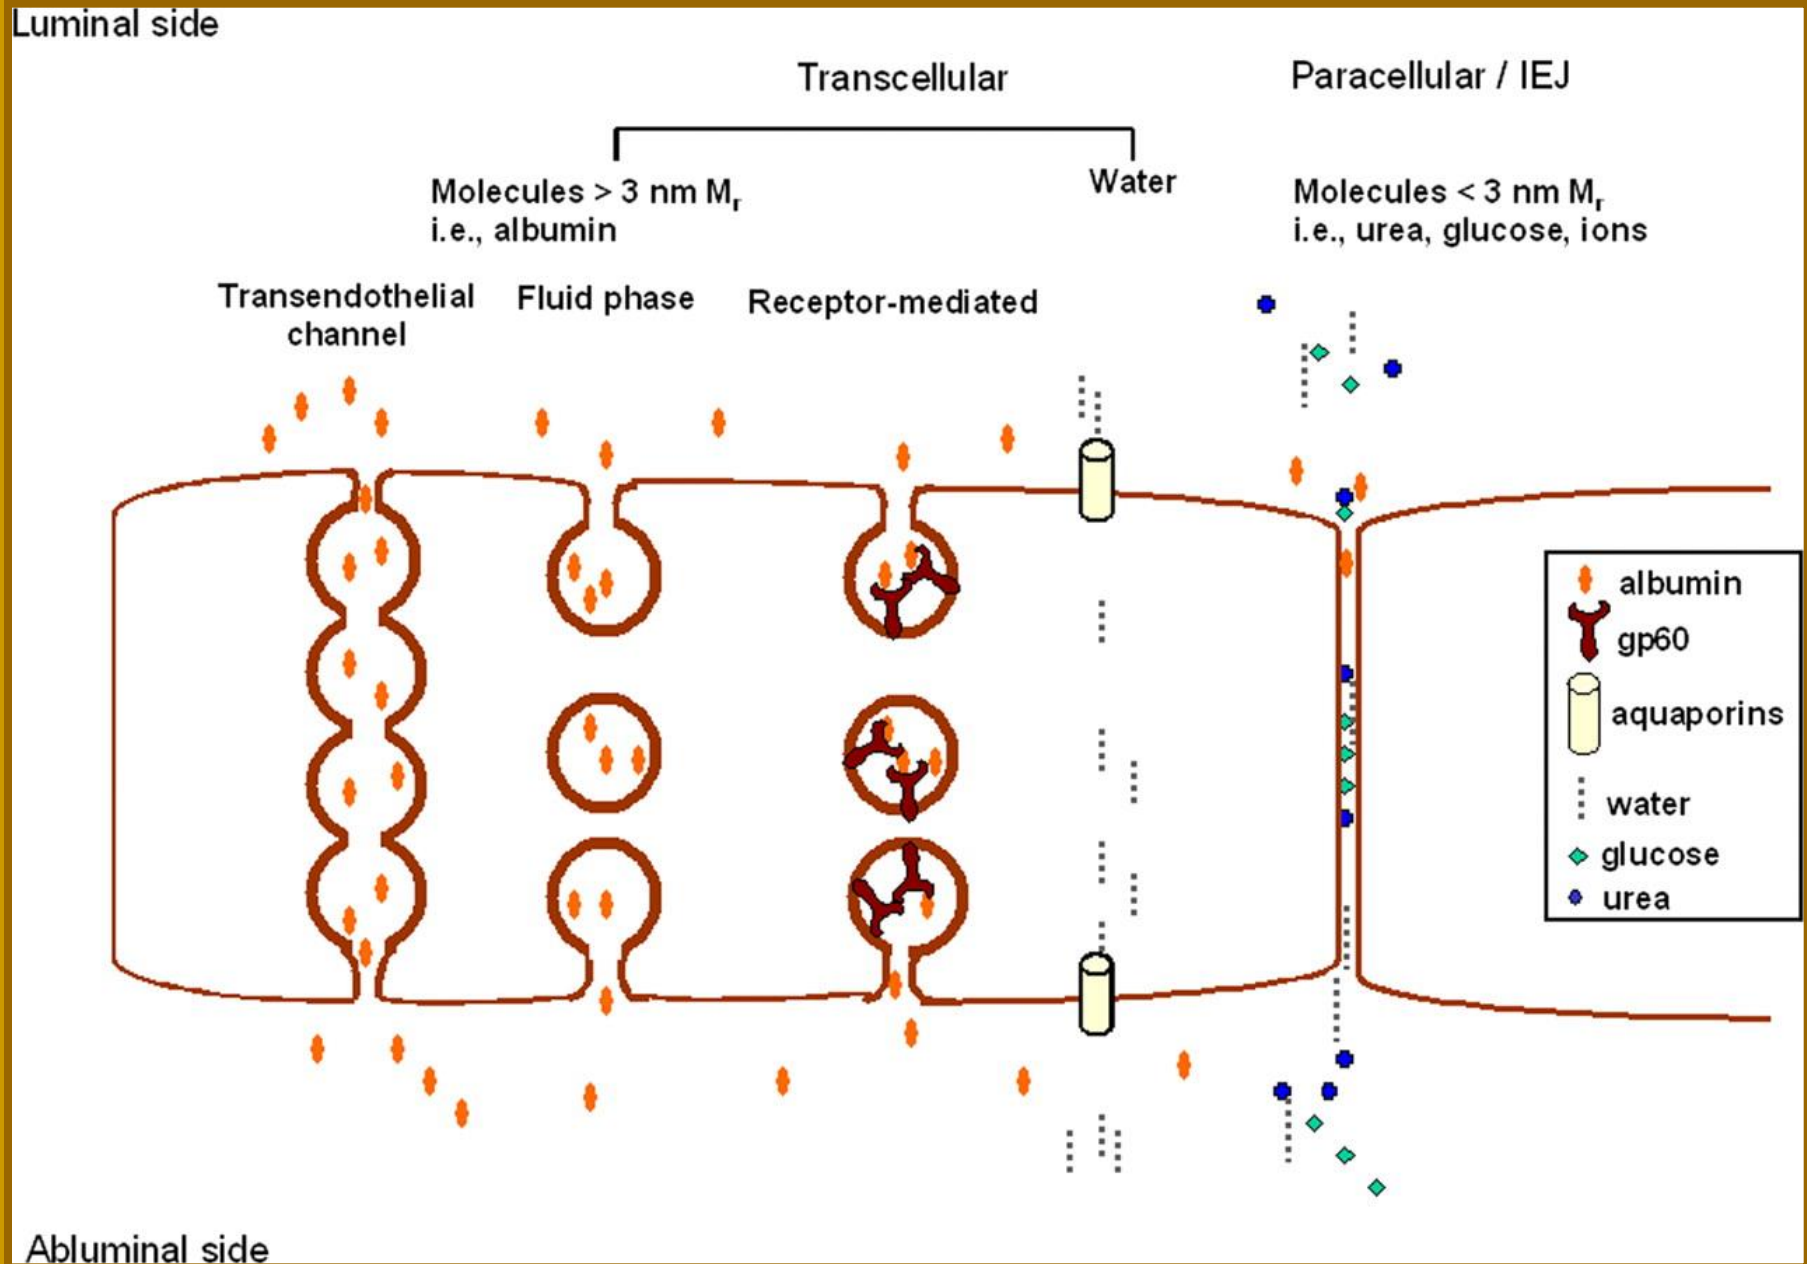 Luminal side
Transcellular
Paracellular / IEJ
Molecules > 3 nm Mr
i.e., albumin
Water
Molecules < 3 nm Mr
i.e., urea, glucose, ions
Transendothelial
channel
Fluid phase
Receptor-mediated
albumin
gp60
aquaporins
water
glucose
urea
Abluminal side